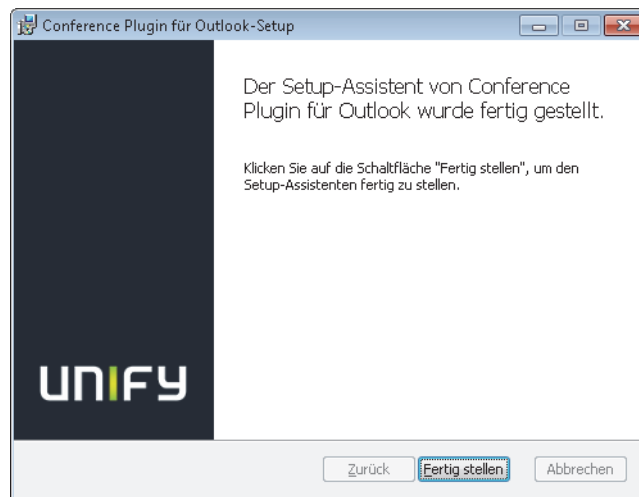 Conference Plugin für Outlook-Setup
Der Setup-Assistent von Conference
Plugin für Outlook wurde fertig gestellt.
Klicken Sie auf die Schaltfläche "Fertig stellen", um den
Setup-Assistenten fertig zu stellen.
UNIFY
Zurück Fertig stellen Abbrechen